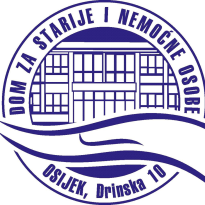 DOM ZA STARIJE I NEMOĆNE OSOBE
OSIJEK, Drinska 10